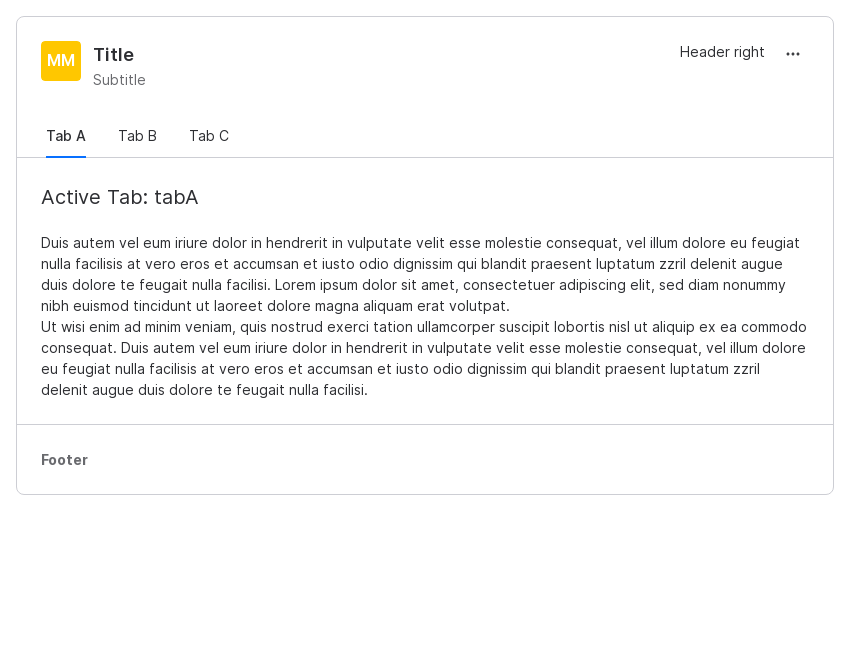 MM
Title
Subtitle
Header right
Tab A
Tab B
Tab C
Active Tab: tabA
Duis autem vel eum iriure dolor in hendrerit in vulputate velit esse molestie consequat, vel illum dolore eu feugiat
nulla facilisis at vero eros et accumsan et iusto odio dignissim qui blandit praesent luptatum zzril delenit augue
duis dolore te feugait nulla facilisi. Lorem ipsum dolor sit amet, consectetuer adipiscing elit, sed diam nonummy
nibh euismod tincidunt ut laoreet dolore magna aliquam erat volutpat.
Ut wisi enim ad minim veniam, quis nostrud exerci tation ullamcorper suscipit lobortis nisl ut aliquip ex ea commodo
consequat. Duis autem vel eum iriure dolor in hendrerit in vulputate velit esse molestie consequat, vel illum dolore
eu feugiat nulla facilisis at vero eros et accumsan et iusto odio dignissim qui blandit praesent luptatum zzril
delenit augue duis dolore te feugait nulla facilisi.
Footer